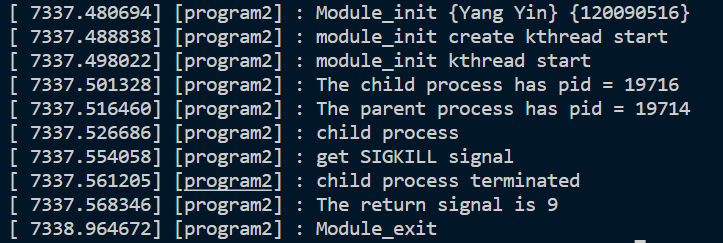 [ 7337.480694] [program2] : Module_init {Yang Yin} {120090516}
[ 7337.488838] [program2] : module_init create kthread start
[ 7337.498022] [program2] : module_init kthread start
[ 7337.501328] [program2] : The child process has pid = 19716
[ 7337.516460] [program2] : The parent process has pid = 19714
[ 7337.526686] [program2] : child process
[ 7337.554058] [program2] : get SIGKILL signal
[ 7337.561205] [program2] : child process terminated
[ 7337.568346] [program2] : The return signal is 9
[ 7338.964672] [program2] : Module_exit